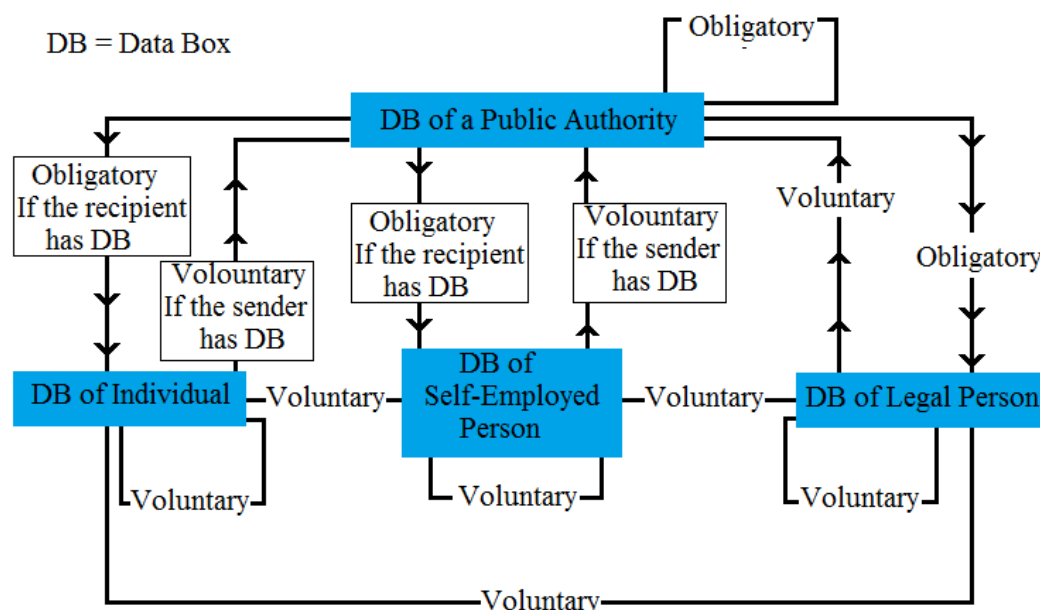 Obligatory
DB = Data Box
DB of a Public Authority
Obligatory
If the recipient
has DB
Volountary
If the sender
has DB
Obligatory
If the recipient
has DB
Volountary
If the sender
has DB
Voluntary
Obligatory
DB of Individual
Voluntary
DB of
Self-Employed
Person
Voluntary
DB of Legal Person
Voluntary
Voluntary
Voluntary
Voluntary